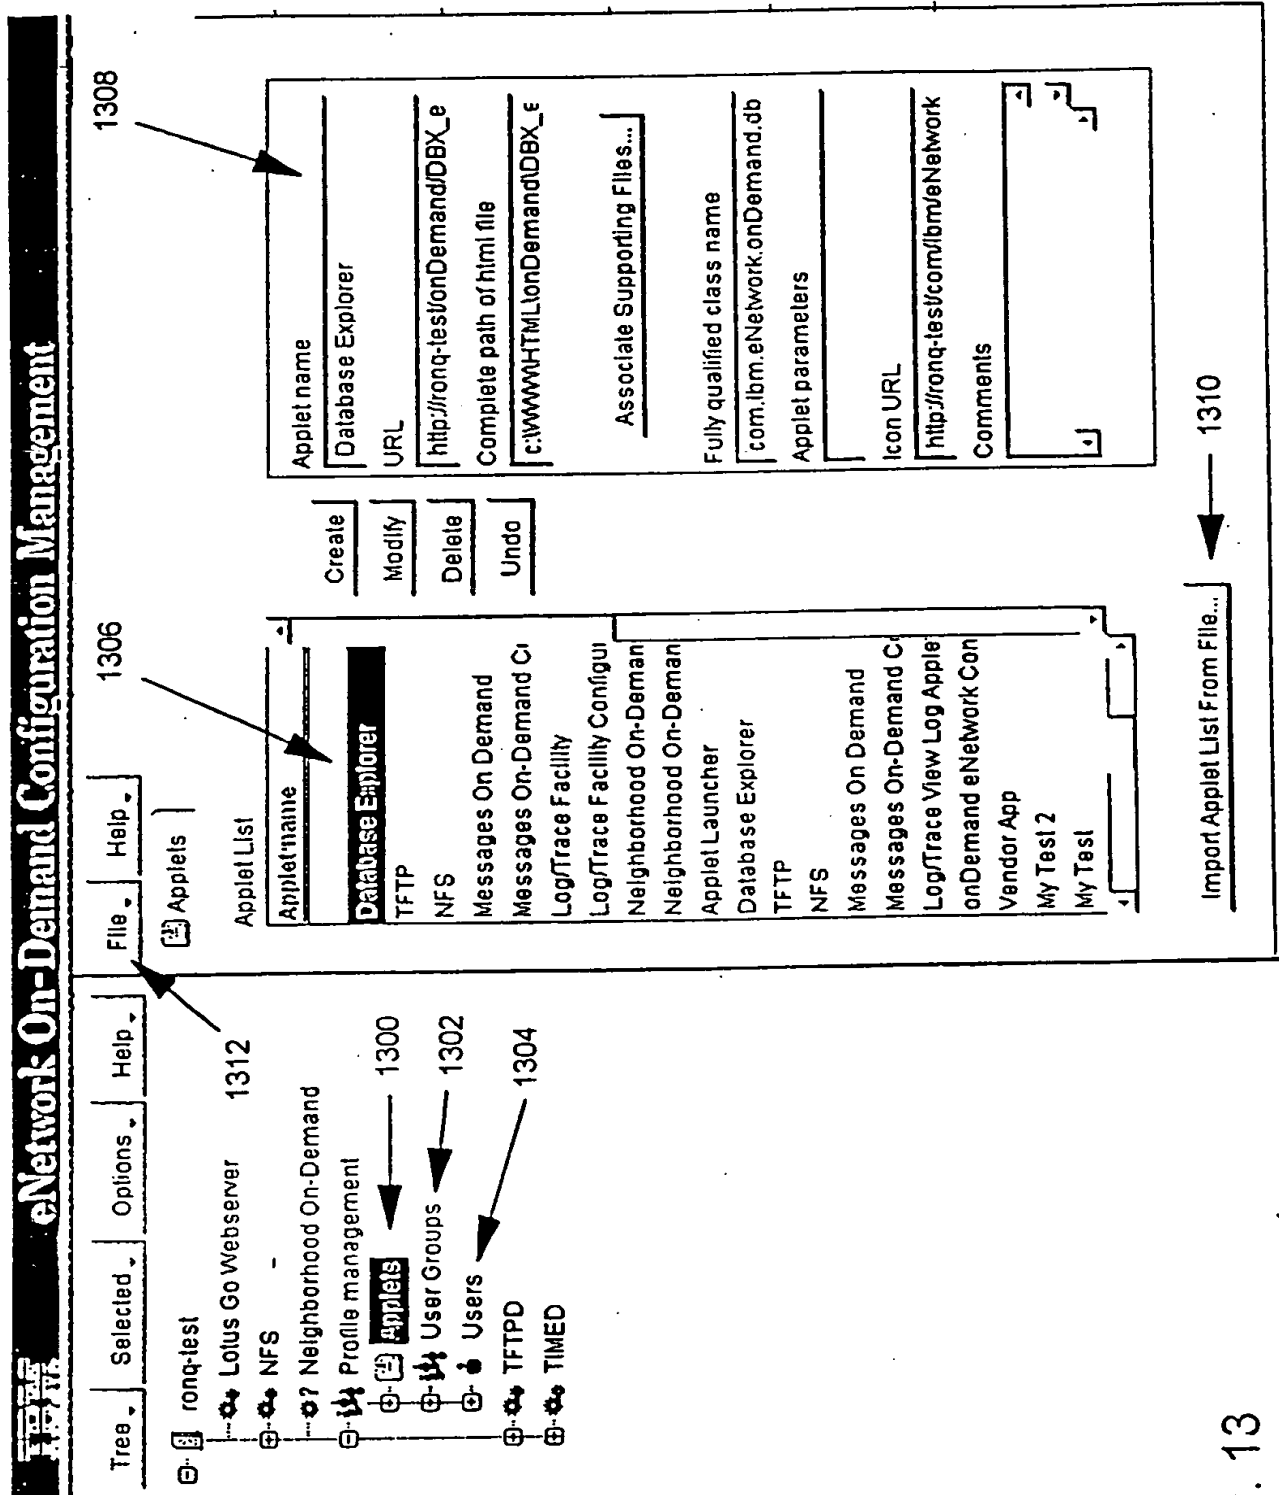 IBM eNetwork On-Demand Configuration Management
Tree Selected Options Help
File Help
ronq-test
Lotus Go Webserver
NFS
? Neighborhood On-Demand
Profile management
Applets
User Groups
Users
TFTPD
TIMED
1312
1300
1302
1304
Applets
1306
1308
Applet List
Applet name
Database Explorer
TFTP
NFS
Messages On Demand
Messages On-Demand C
Log/Trace Facility
Log/Trace Facility Configui
Neighborhood On-Deman
Neighborhood On-Deman
Applet Launcher
Database Explorer
TFTP
NFS
Messages On Demand
Messages On-Demand C
Log/Trace View Log Apple
onDemand eNetwork Con
Vendor App
My Test 2
My Test
Import Applet List From File...
1310
Create
Modify
Delete
Undo
Applet name
Database Explorer
URL
http://ronq-test/onDemand/DBX_e
Complete path of html file
c:\WWW\HTML\onDemand\DBX_e
Associate Supporting Files...
Fully qualified class name
com.ibm.eNetwork.onDemand.db
Applet parameters
Icon URL
http://ronq-test/com/ibm/eNetwork
Comments
. 13